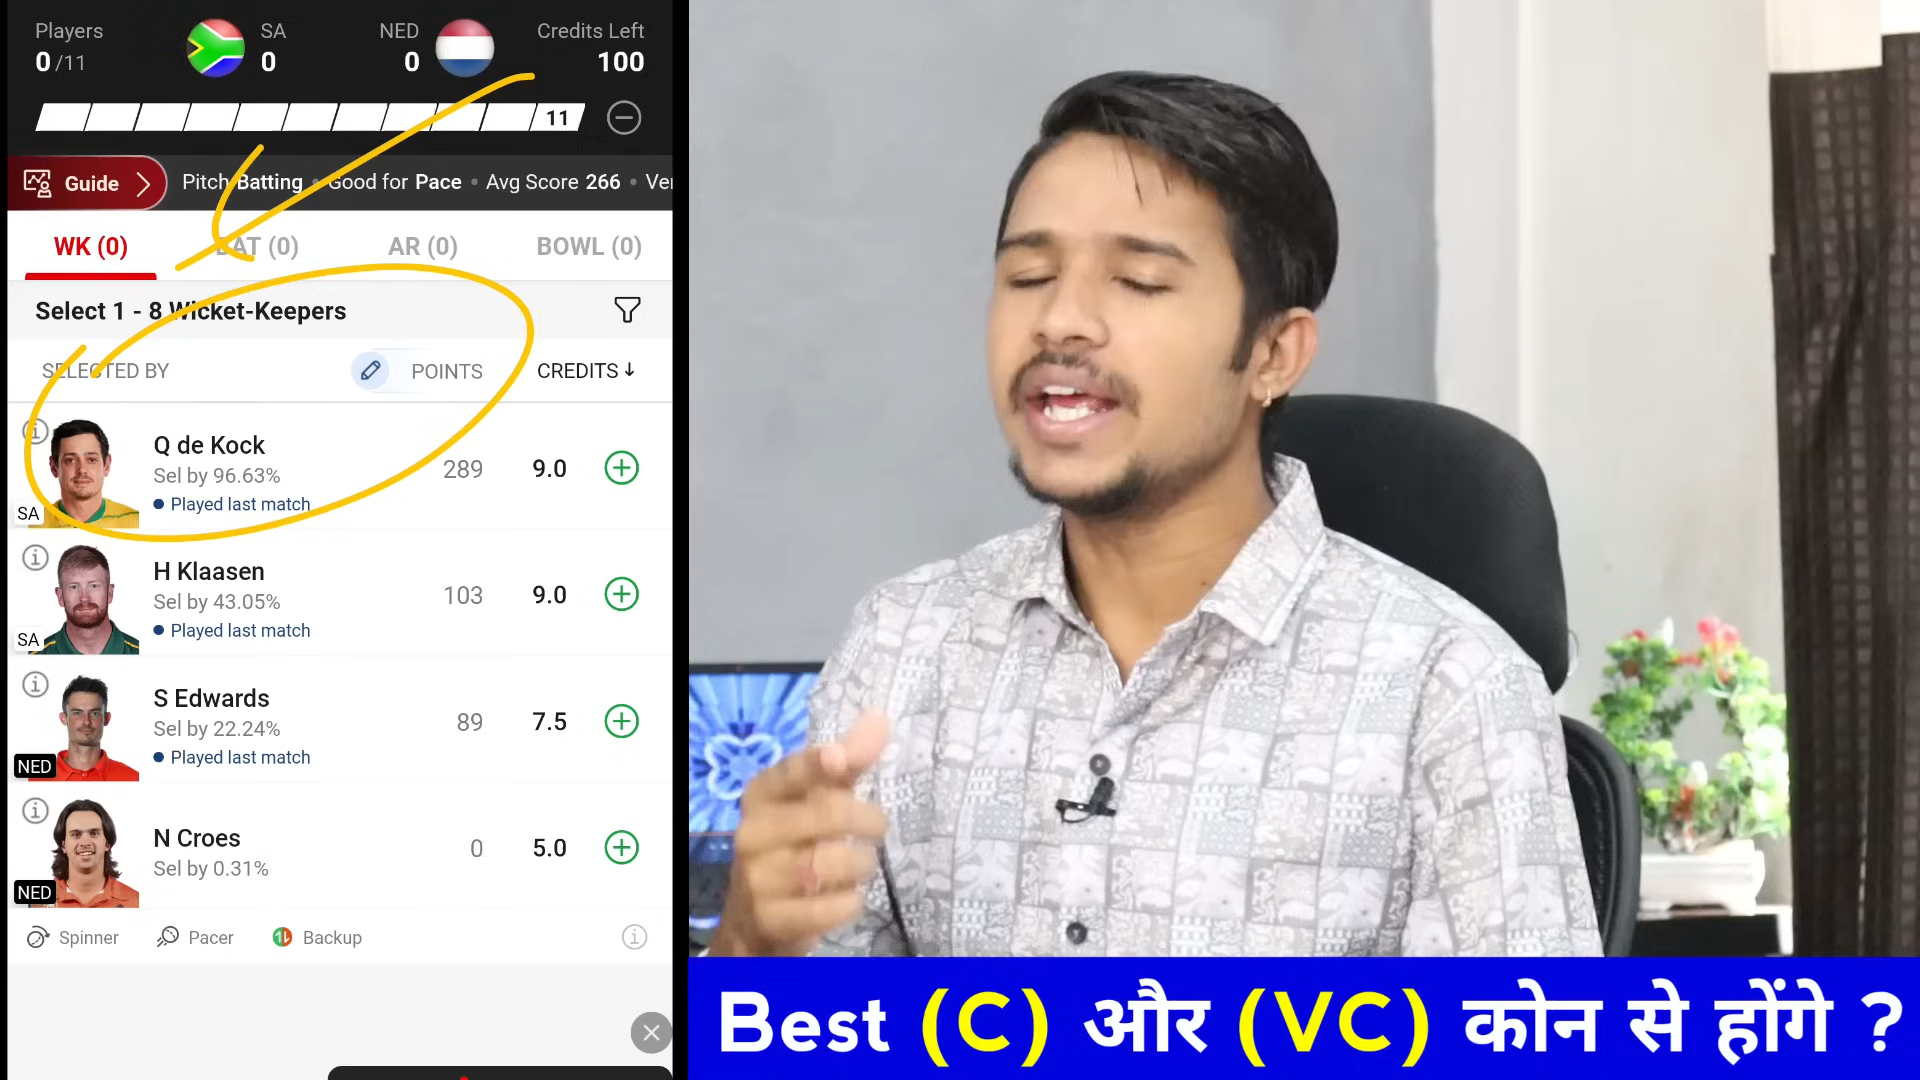 Players SA NED Credits Left
0/11 0 0 100
11
Guide Pitch Batting • Good for Pace • Avg Score 266 •
WK (0) BAT (0) AR (0) BOWL (0)
Select 1 - 8 Wicket-Keepers
SELECTED BY POINTS CREDITS↓
Q de Kock
Sel by 96.63% 289 9.0
SA • Played last match
H Klaasen
Sel by 43.05% 103 9.0
SA • Played last match
S Edwards
Sel by 22.24% 89 7.5
NED • Played last match
N Croes
Sel by 0.31% 0 5.0
NED
Spinner Pacer Backup
Best (C) और (VC) कोन से होंगे ?